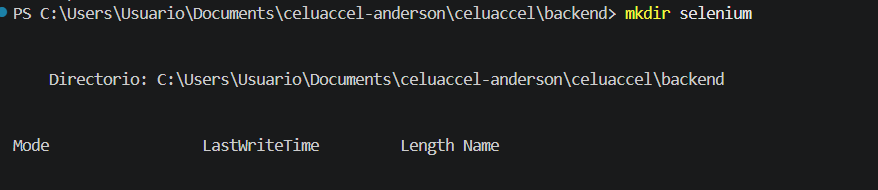 PS C:\Users\Usuario\Documents\celuaccel-anderson\celuaccel\backend> mkdir selenium
Directorio: C:\Users\Usuario\Documents\celuaccel-anderson\celuaccel\backend
Mode LastWriteTime Length Name